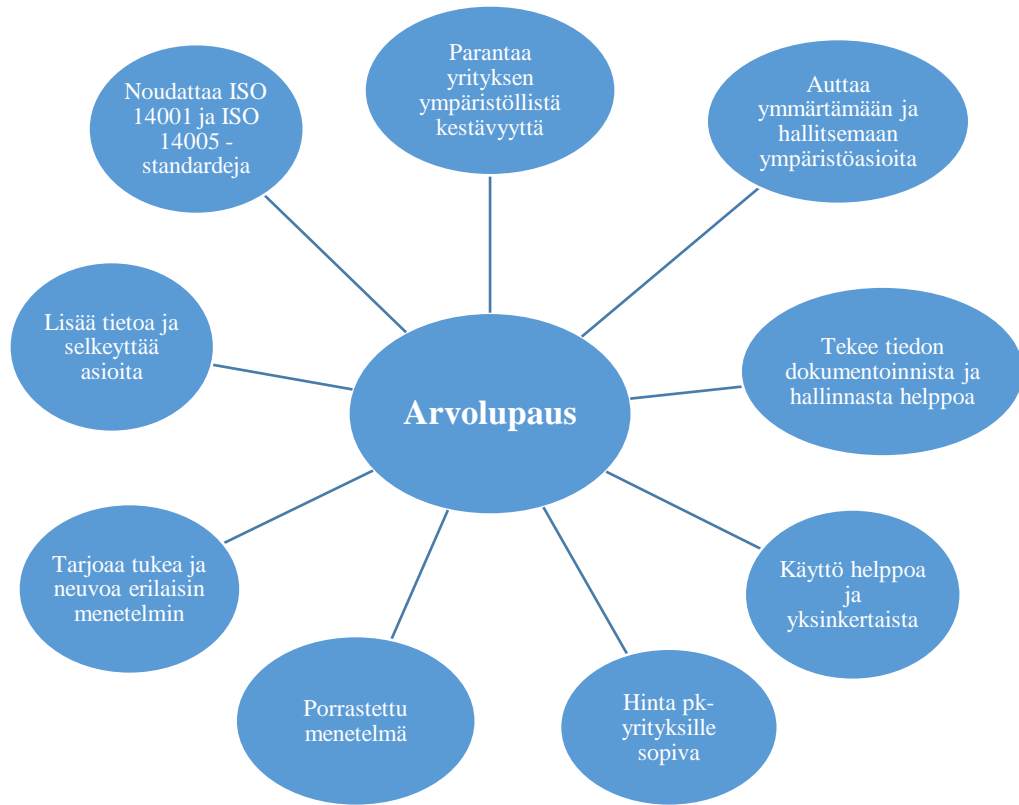 Parantaa
yrityksen
ympäristöllistä
kestävyyttä
Auttaa
ymmärtämään ja
hallitsemaan
ympäristöasioita
Tekee tiedon
dokumentoinnista ja
hallinnasta helppoa
Käyttö helppoa
ja
yksinkertaista
Hinta pk-
yrityksille
sopiva
Porrastettu
menetelmä
Tarjoaa tukea ja
neuvoa erilaisin
menetelmin
Lisää tietoa ja
selkeyttää
asioita
Noudattaa ISO
14001 ja ISO
14005 -
standardeja
Arvolupaus